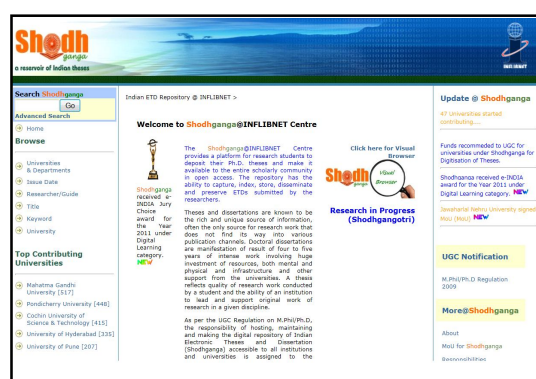 Shodh
ganga
a reservoir of Indian theses
INFLIBNET
Search Shodhganga
Go
Advanced Search
Home
Browse
Universities
& Departments
Issue Date
Researcher/Guide
Title
Keyword
University
Top Contributing
Universities
Mahatma Gandhi
University [517]
Pondicherry University [448]
Cochin University of
Science & Technology [415]
University of Hyderabad [335]
University of Pune [207]
Indian ETD Repository @ INFLIBNET >
Welcome to Shodhganga@INFLIBNET Centre
Shodhganga
received e-
INDIA Jury
Choice
award for
the Year
2011 under
Digital
Learning
category.
NEW
The Shodhganga@INFLIBNET Centre
provides a platform for research students to
deposit their Ph.D. theses and make it
available to the entire scholarly community
in open access. The repository has the
ability to capture, index, store, disseminate
and preserve ETDs submitted by the
researchers.
Theses and dissertations are known to be
the rich and unique source of information,
often the only source for research work that
does not find its way into various
publication channels. Doctoral dissertations
are manifestation of result of four to five
years of intense work involving huge
investment of resources, both mental and
physical and infrastructure and other
support from the universities. A thesis
reflects quality of research work conducted
by a student and the ability of an institution
to lead and support original work of
research in a given discipline.
As per the UGC Regulation on M.Phil/Ph.D,
the responsibility of hosting, maintaining
and making the digital repository of Indian
Electronic Theses and Dissertation
(Shodhganga) accessible to all institutions
and universities is assigned to the
Click here for Visual
Browser
Shodh
ganga
Visual
Browser
Research in Progress
(Shodhgangotri)
Update @ Shodhganga
47 Universities started
contributing....
Funds recommeded to UGC for
universities under Shodhganga for
Digitisation of Theses.
Shodhganga received e-INDIA
award for the Year 2011 under
Digital Learning category. NEW
Jawaharlal Nehru University signed
MoU (MoU) NEW
UGC Notification
M.Phil/Ph.D Regulation
2009
More@Shodhganga
About
MoU for Shodhganga
Responsibilities